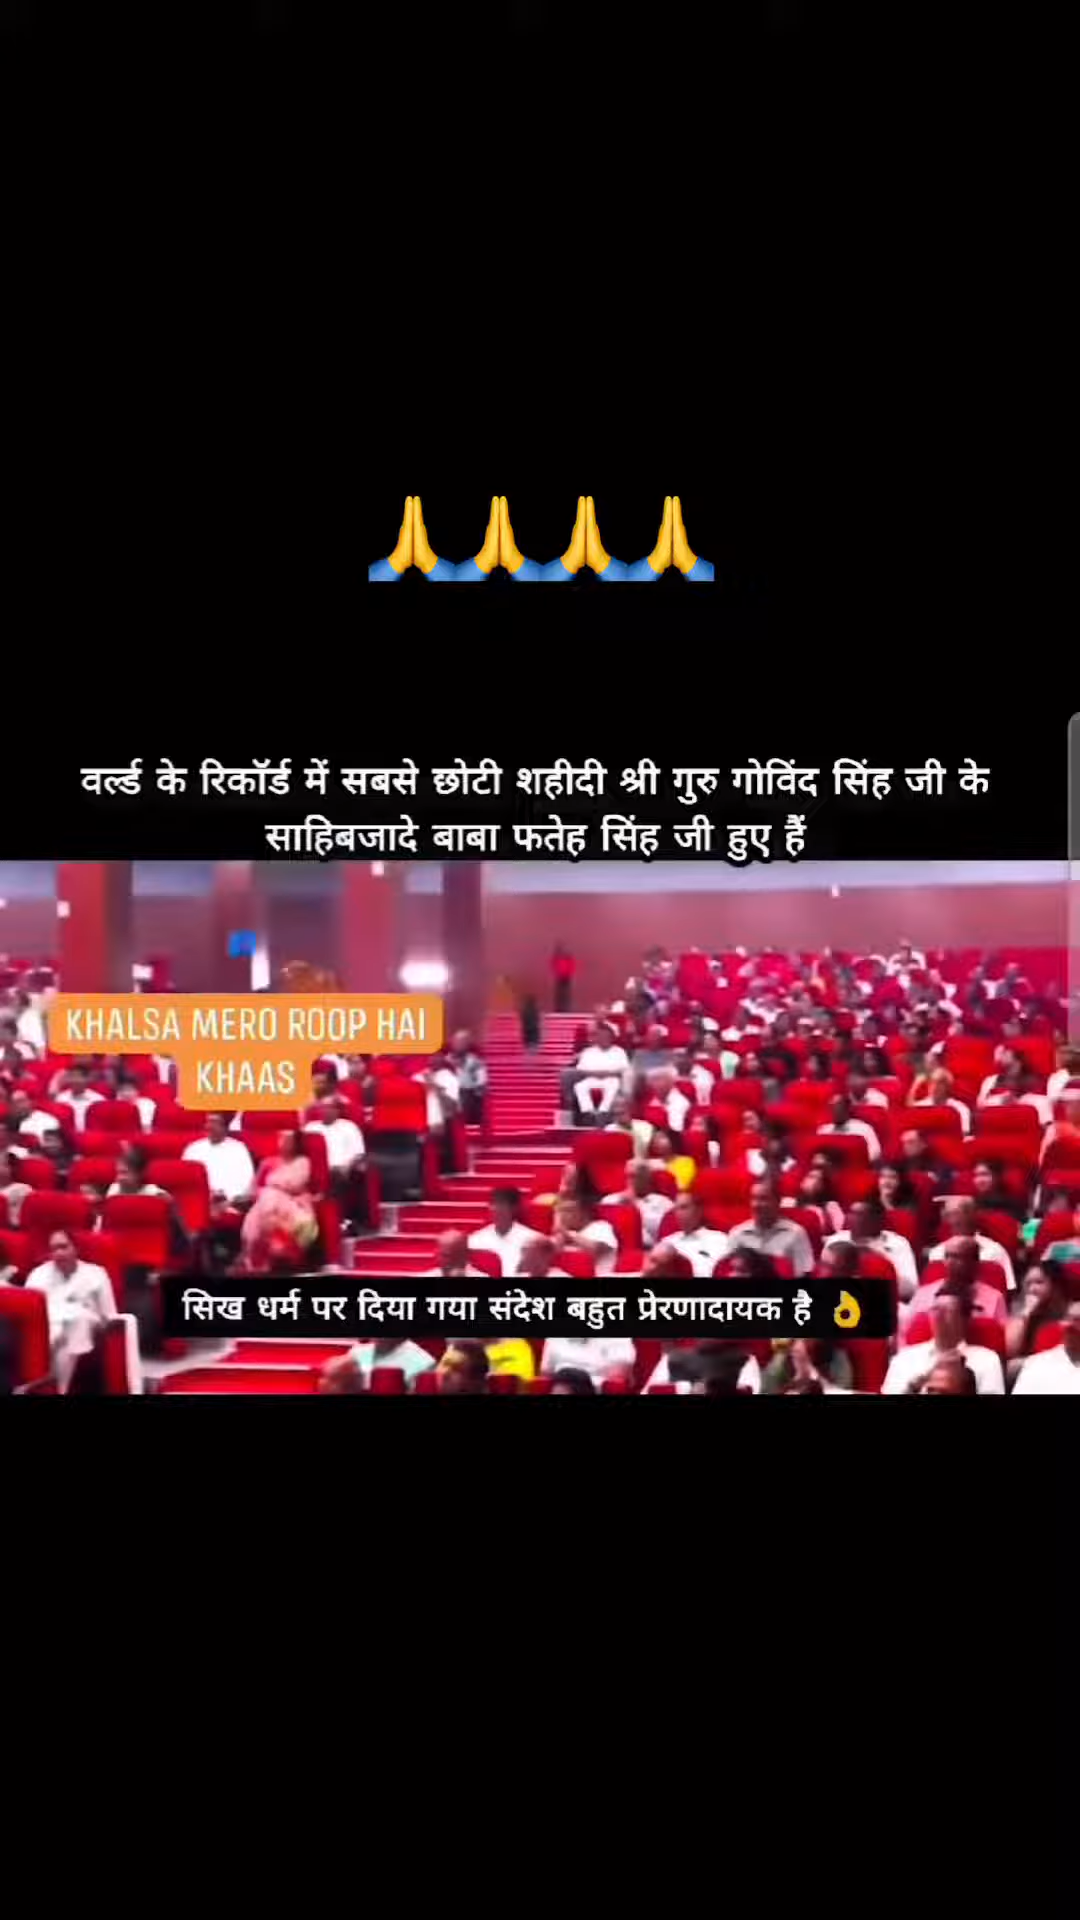 🙏🙏🙏🙏
वर्ल्ड के रिकॉर्ड में सबसे छोटी शहीदी श्री गुरु गोविंद सिंह जी के
साहिबजादे बाबा फतेह सिंह जी हुए हैं
KHALSA MERO ROOP HAI
KHAAS
सिख धर्म पर दिया गया संदेश बहुत प्रेरणादायक है 👌